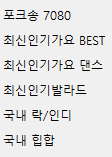 포크송 7080
최신인기가요 BEST
최신인기가요 댄스
최신인기발라드
국내 락/인디
국내 힙합